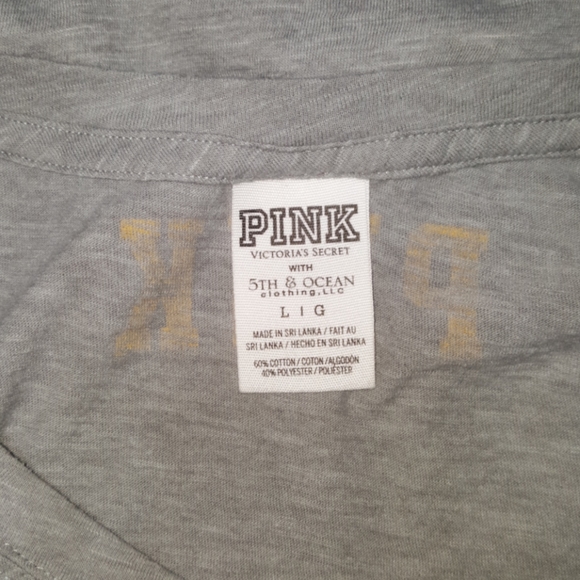 PINK
VICTORIA'S SECRET
WITH
5TH & OCEAN
clothing, LLC
L | G
MADE IN SRI LANKA / FAIT AU
SRI LANKA / HECHO EN SRI LANKA
60% COTTON / COTON / ALGODÓN
40% POLYESTER / POLIÉSTER
P K